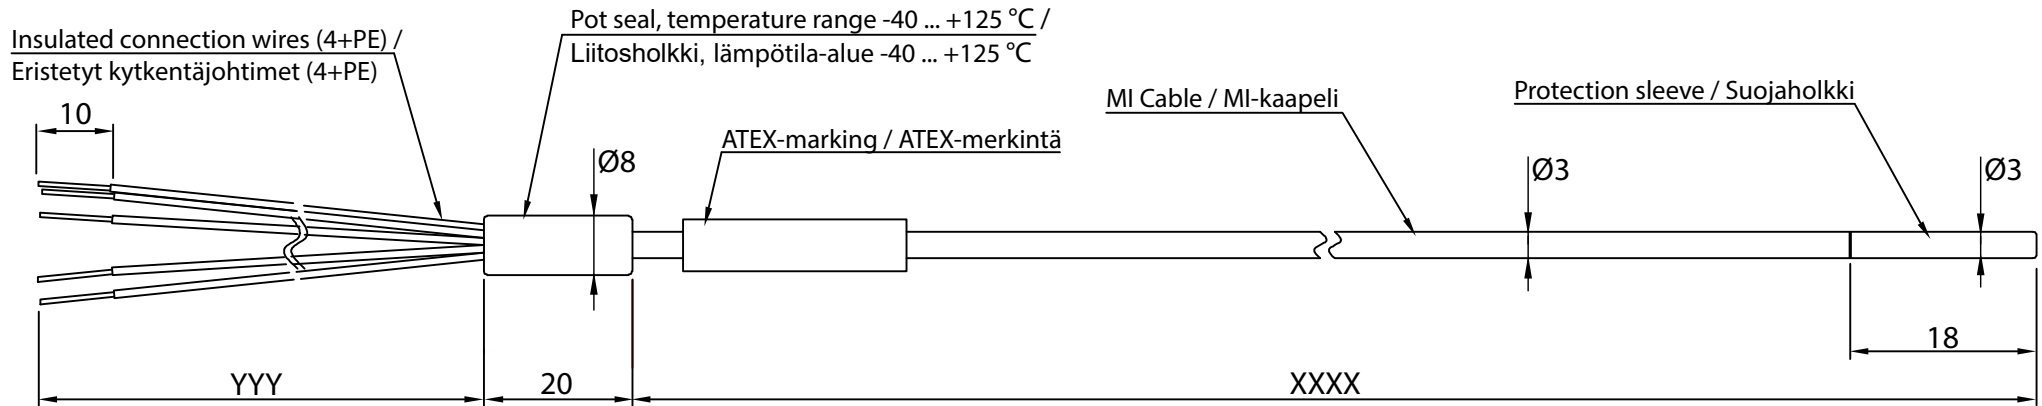 Pot seal, temperature range -40 ... +125 °C /
Liitosholkki, lämpötila-alue -40 ... +125 °C
Insulated connection wires (4+PE) /
Eristetyt kytkentäjohtimet (4+PE)
MI Cable / MI-kaapeli
Protection sleeve / Suojaholkki
10
ATEX-marking / ATEX-merkintä
Ø8
Ø3
Ø3
18
YYY
20
XXXX